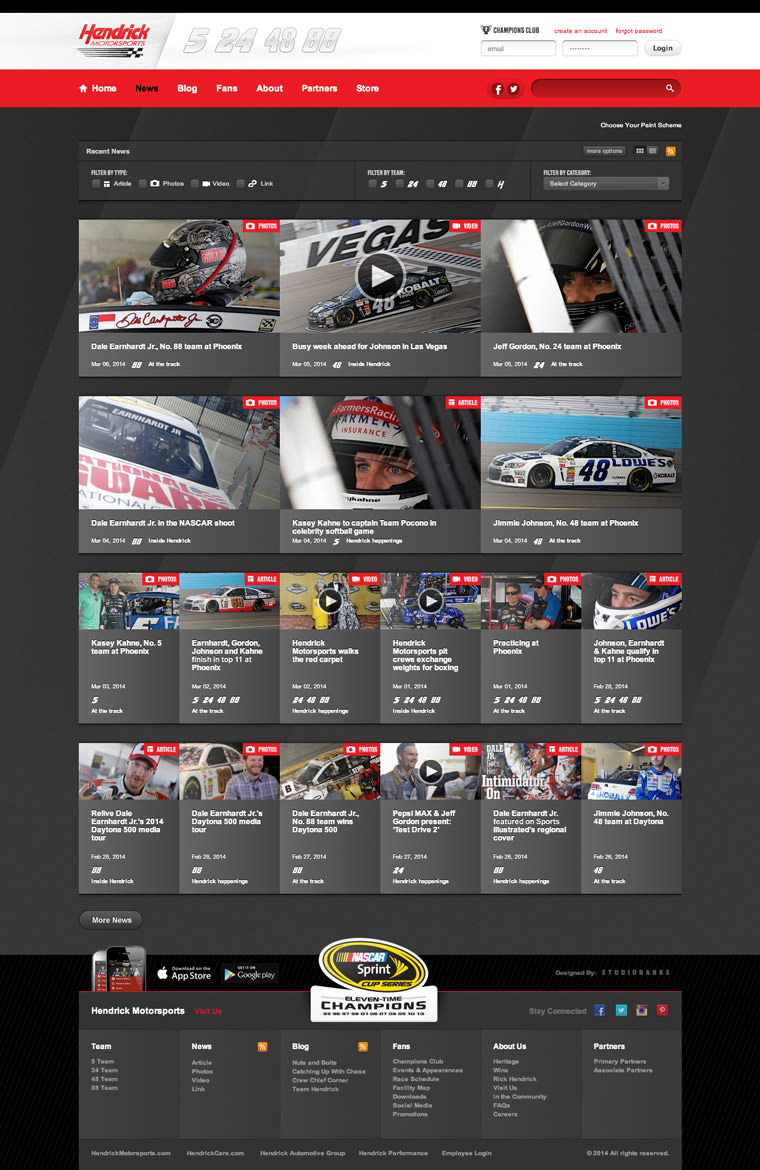 Hendrick
MOTORSPORTS
5 24 48 88
CHAMPIONS CLUB
create an account
forgot password
email
Login
Home
News
Blog
Fans
About
Partners
Store
Choose Your Paint Scheme
Recent News
more options
FILTER BY TYPE:
Article
Photos
Video
Link
FILTER BY TEAM:
5
24
48
88
H
FILTER BY CATEGORY:
Select Category
PHOTOS
VIDEO
PHOTOS
VEGAS
48
KOBALT
Dale Earnhardt Jr., No. 88 team at Phoenix
Mar 06, 2014 88 At the track
Busy week ahead for Johnson in Las Vegas
Mar 05, 2014 48 Inside Hendrick
Jeff Gordon, No. 24 team at Phoenix
Mar 05, 2014 24 At the track
PHOTOS
ARTICLE
PHOTOS
EARNHARDT JR
NATIONAL
GUARD
FarmersRacing
FARMERS
INSURANCE
48
LOWE'S
KOBALT
Dale Earnhardt Jr. in the NASCAR shoot
Mar 04, 2014 88 Inside Hendrick
Kasey Kahne to captain Team Pocono in
celebrity softball game
Mar 04, 2014 5 Hendrick happenings
Jimmie Johnson, No. 48 team at Phoenix
Mar 04, 2014 48 At the track
PHOTOS
ARTICLE
VIDEO
VIDEO
PHOTOS
ARTICLE
Kasey Kahne, No. 5
team at Phoenix
Mar 03, 2014
5
At the track
Earnhardt, Gordon,
Johnson and Kahne
finish in top 11 at
Phoenix
Mar 02, 2014
5 24 48 88
At the track
Hendrick
Motorsports walks
the red carpet
Mar 02, 2014
24 48 88
Hendrick happenings
Hendrick
Motorsports pit
crews exchange
weights for boxing
Mar 01, 2014
5 24 48 88
Inside Hendrick
Practicing at
Phoenix
Mar 01, 2014
5 24 48 88
At the track
Johnson, Earnhardt
& Kahne qualify in
top 11 at Phoenix
Feb 28, 2014
5 24 48 88
At the track
ARTICLE
PHOTOS
PHOTOS
VIDEO
ARTICLE
PHOTOS
DALE
JR.
Gets
His
Intimidator
On
Relive Dale
Earnhardt Jr.'s 2014
Daytona 500 media
tour
Feb 28, 2014
88
Inside Hendrick
Dale Earnhardt Jr.'s
Daytona 500 media
tour
Feb 28, 2014
88
Hendrick happenings
Dale Earnhardt Jr.,
No. 88 team wins
Daytona 500
Feb 27, 2014
88
At the track
Pepsi MAX & Jeff
Gordon present:
'Test Drive 2'
Feb 27, 2014
24
Hendrick happenings
Dale Earnhardt Jr.
featured on Sports
Illustrated's regional
cover
Feb 26, 2014
88
Hendrick happenings
Jimmie Johnson, No.
48 team at Daytona
Feb 26, 2014
48
At the track
More News
Download on the
App Store
GET IT ON
Google play
NASCAR
Sprint
CUP SERIES
ELEVEN-TIME
CHAMPIONS
'95·'96·'97·'98·'01·'06·'07·'08·'09·'10·'13
Designed By: STUDIOBANKS
Hendrick Motorsports Visit Us
Stay Connected
Team
5 Team
24 Team
48 Team
88 Team
News
Article
Photos
Video
Link
Blog
Nuts and Bolts
Catching Up With Chase
Crew Chief Corner
Team Hendrick
Fans
Champions Club
Events & Appearances
Race Schedule
Facility Map
Downloads
Social Media
Promotions
About Us
Heritage
Wins
Rick Hendrick
Visit Us
In the Community
FAQs
Careers
Partners
Primary Partners
Associate Partners
HendrickMotorsports.com
HendrickCars.com
Hendrick Automotive Group
Hendrick Performance
Employee Login
© 2014 All rights reserved.